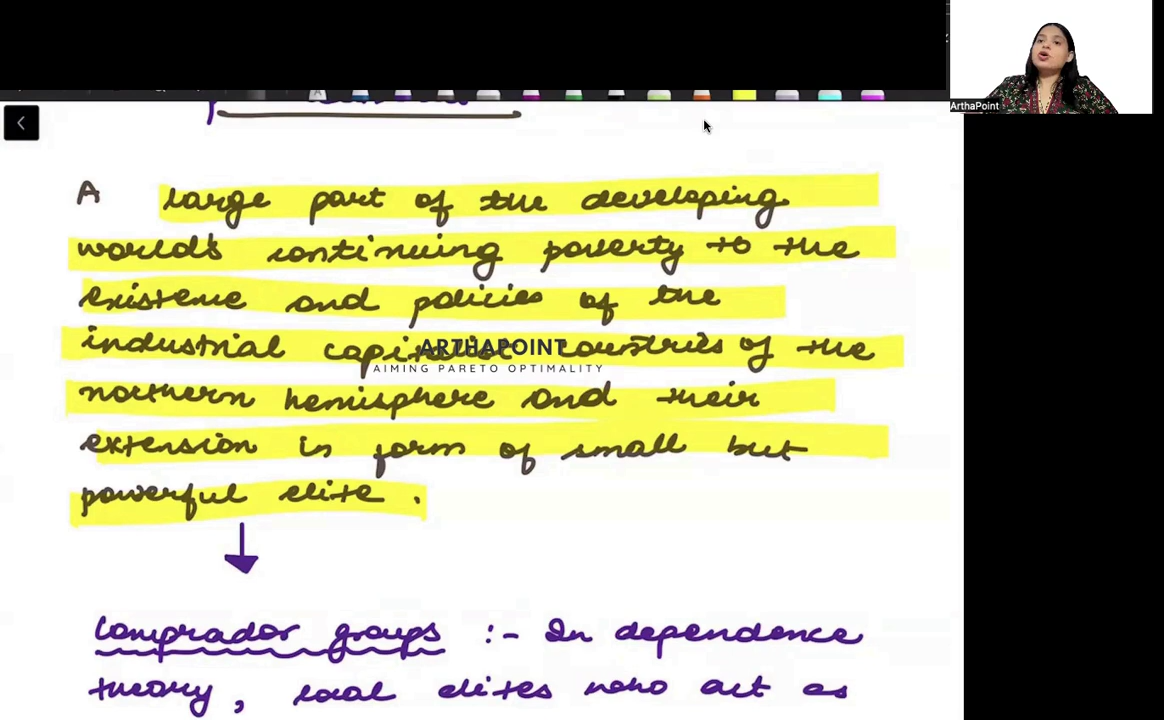 ArthaPoint
A large part of the developing
world's continuing poverty to the
existence and policies of the
industrial capitalist countries of the
ARTHAPOINT
AIMING PARETO OPTIMALITY
northern hemisphere and their
extension in form of small but
powerful elite .
Comprador groups :- In dependence
theory, local elites who act as